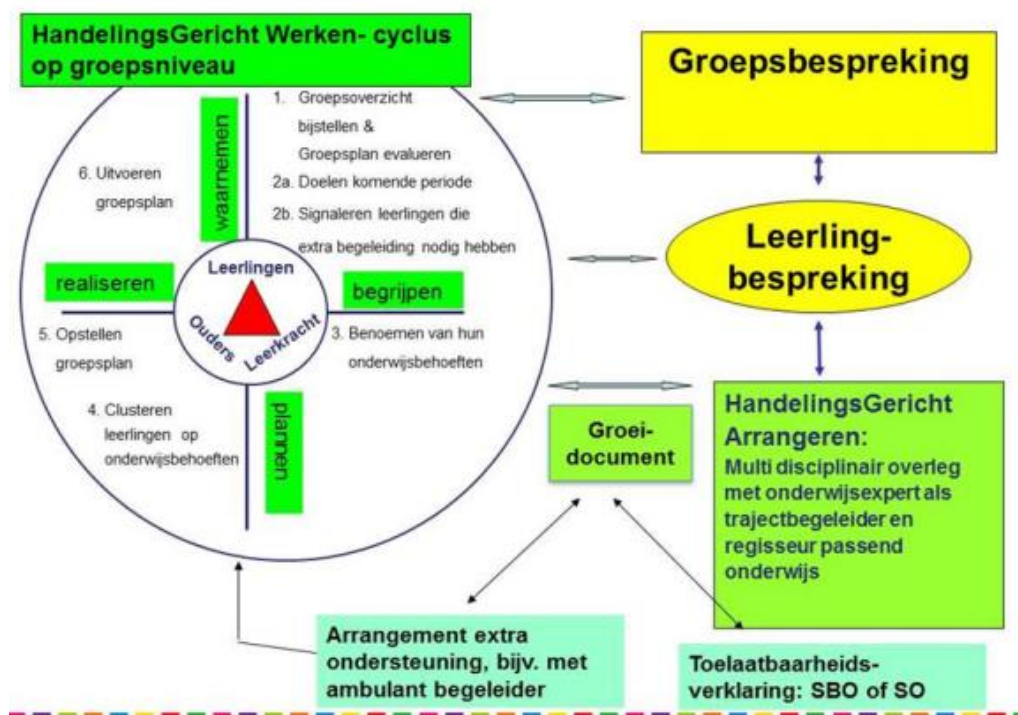 HandelingsGericht Werken- cyclus
op groepsniveau
waarnemen
1. Groepsoverzicht
bijstellen &
Groepsplan evalueren
2a. Doelen komende periode
2b. Signaleren leerlingen die
extra begeleiding nodig hebben
begrijpen
3. Benoemen van hun
onderwijsbehoeften
plannen
4. Clusteren
leerlingen op
onderwijsbehoeften
realiseren
5. Opstellen
groepsplan
6. Uitvoeren
groepsplan
Leerlingen
Ouders
Leerkracht
Groepsbespreking
Leerling-
bespreking
HandelingsGericht
Arrangeren:
Multi disciplinair overleg
met onderwijsexpert als
trajectbegeleider en
regisseur passend
onderwijs
Groei-
document
Arrangement extra
ondersteuning, bijv. met
ambulant begeleider
Toelaatbaarheids-
verklaring: SBO of SO